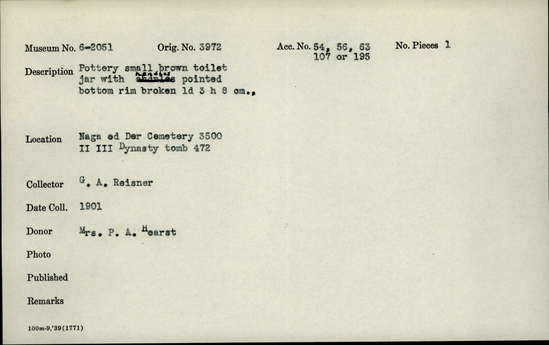 Museum No. 6-2051 Orig. No. 3972 Acc. No. 54, 56, 63 No. Pieces 1
107 or 195
Description Pottery small brown toilet
jar with handles pointed
bottom rim broken ld 3 h 8 cm.,
Location Naga ed Der Cemetery 3500
II III Dynasty tomb 472
Collector G. A. Reisner
Date Coll. 1901
Donor Mrs. P. A. Hearst
Photo
Published
Remarks
100m-9,'39(1771)